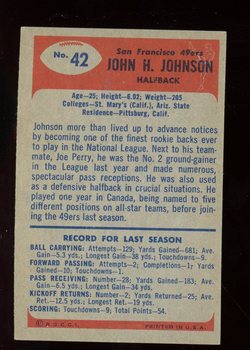 No. 42
San Francisco 49ers
JOHN H. JOHNSON
HALFBACK
Age—25; Height—6.02; Weight—205
Colleges—St. Mary's (Calif.), Ariz. State
Residence—Pittsburg, Calif.
Johnson more than lived up to advance notices
by becoming one of the finest rookie backs ever
to play in the National League. Next to his team-
mate, Joe Perry, he was the No. 2 ground-gainer
in the League last year and made numerous,
spectacular pass receptions. He was also used
as a defensive halfback in crucial situations. He
played one year in Canada, being named to five
different positions on all-star teams, before join-
ing the 49ers last season.
RECORD FOR LAST SEASON
BALL CARRYING: Attempts—129; Yards Gained—681; Ave.
Gain—5.3 yds.; Longest Gain—38 yds.; Touchdowns—9.
FORWARD PASSING: Attempts—2; Completions—1; Yards
Gained—10; Touchdowns—0.
PASS RECEIVING: Number—28; Yards Gained—183; Ave.
Gain—6.5 yds.; Longest Gain—34 yds.; Touchdowns—0.
KICKOFF RETURNS: Number—2; Yards Returned—25; Ave.
Ret.—12.5 yds.; Longest Ret.—19 yds.
SCORING: Touchdowns—9; Total Points—54.
© B.G.C.I.
PRINTED IN U.S.A.